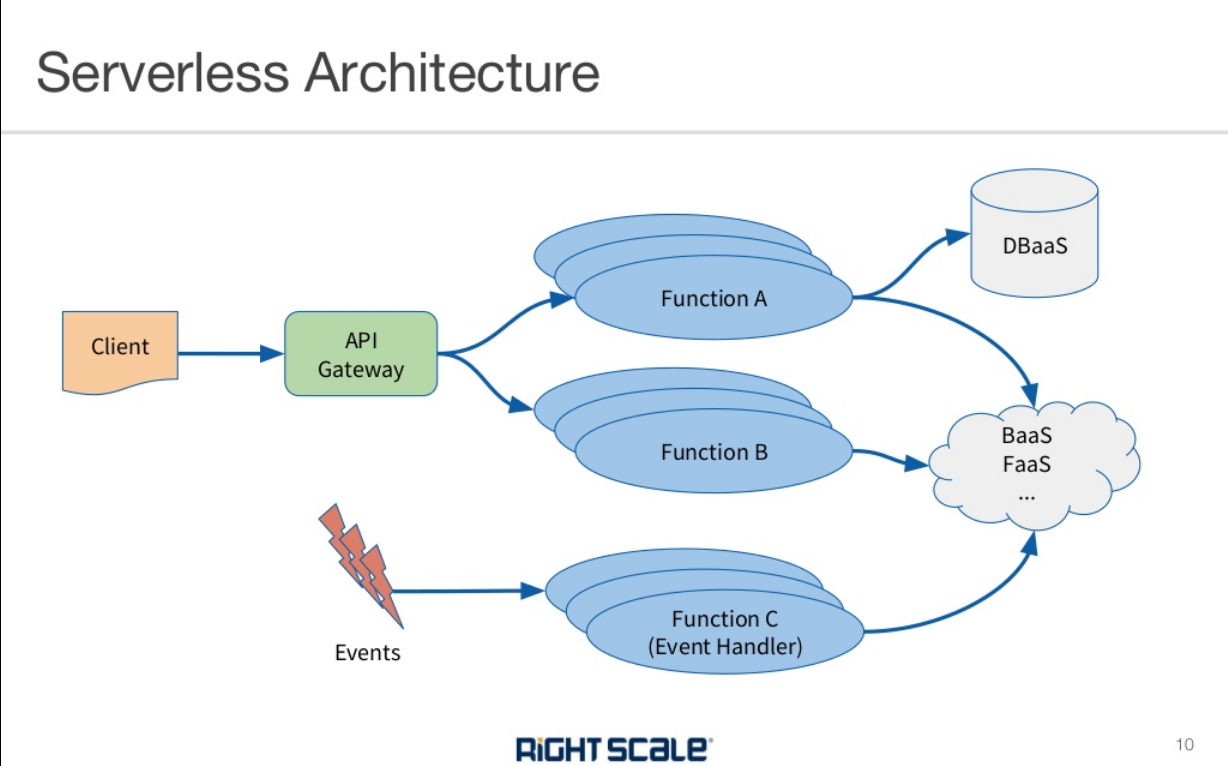 Serverless Architecture
Client
API
Gateway
Function A
Function B
Events
Function C
(Event Handler)
DBaaS
BaaS
FaaS
...
RiGHT SCaLe
10